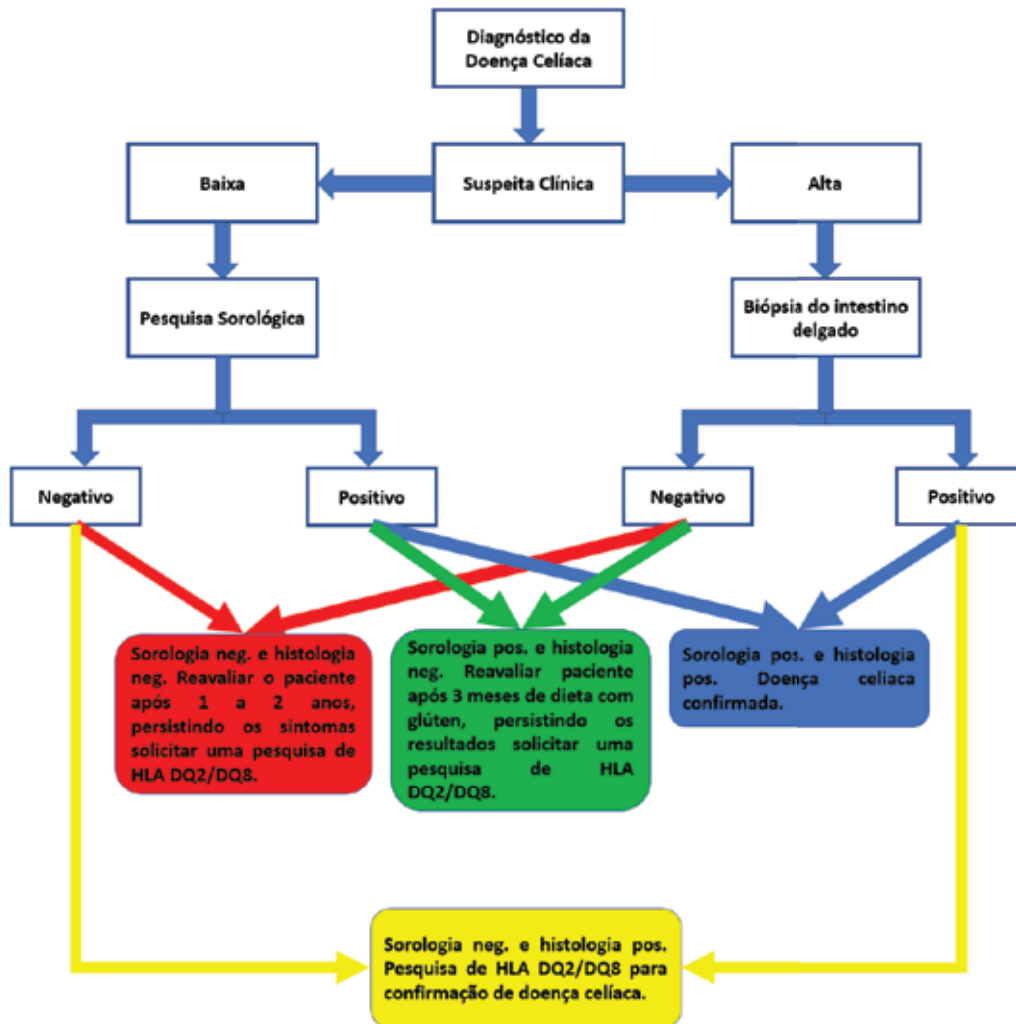 Diagnóstico da
Doença Celíaca
Baixa
Suspeita Clínica
Alta
Pesquisa Sorológica
Biópsia do intestino
delgado
Negativo
Positivo
Negativo
Positivo
Sorologia neg. e histologia
neg. Reavaliar o paciente
após 1 a 2 anos,
persistindo os sintomas
solicitar uma pesquisa de
HLA DQ2/DQ8.
Sorologia pos. e histologia
neg. Reavaliar paciente
após 3 meses de dieta com
glúten, persistindo os
resultados solicitar uma
pesquisa de HLA
DQ2/DQ8.
Sorologia pos. e histologia
pos. Doença celiaca
confirmada.
Sorologia neg. e histologia pos.
Pesquisa de HLA DQ2/DQ8 para
confirmação de doença celíaca.